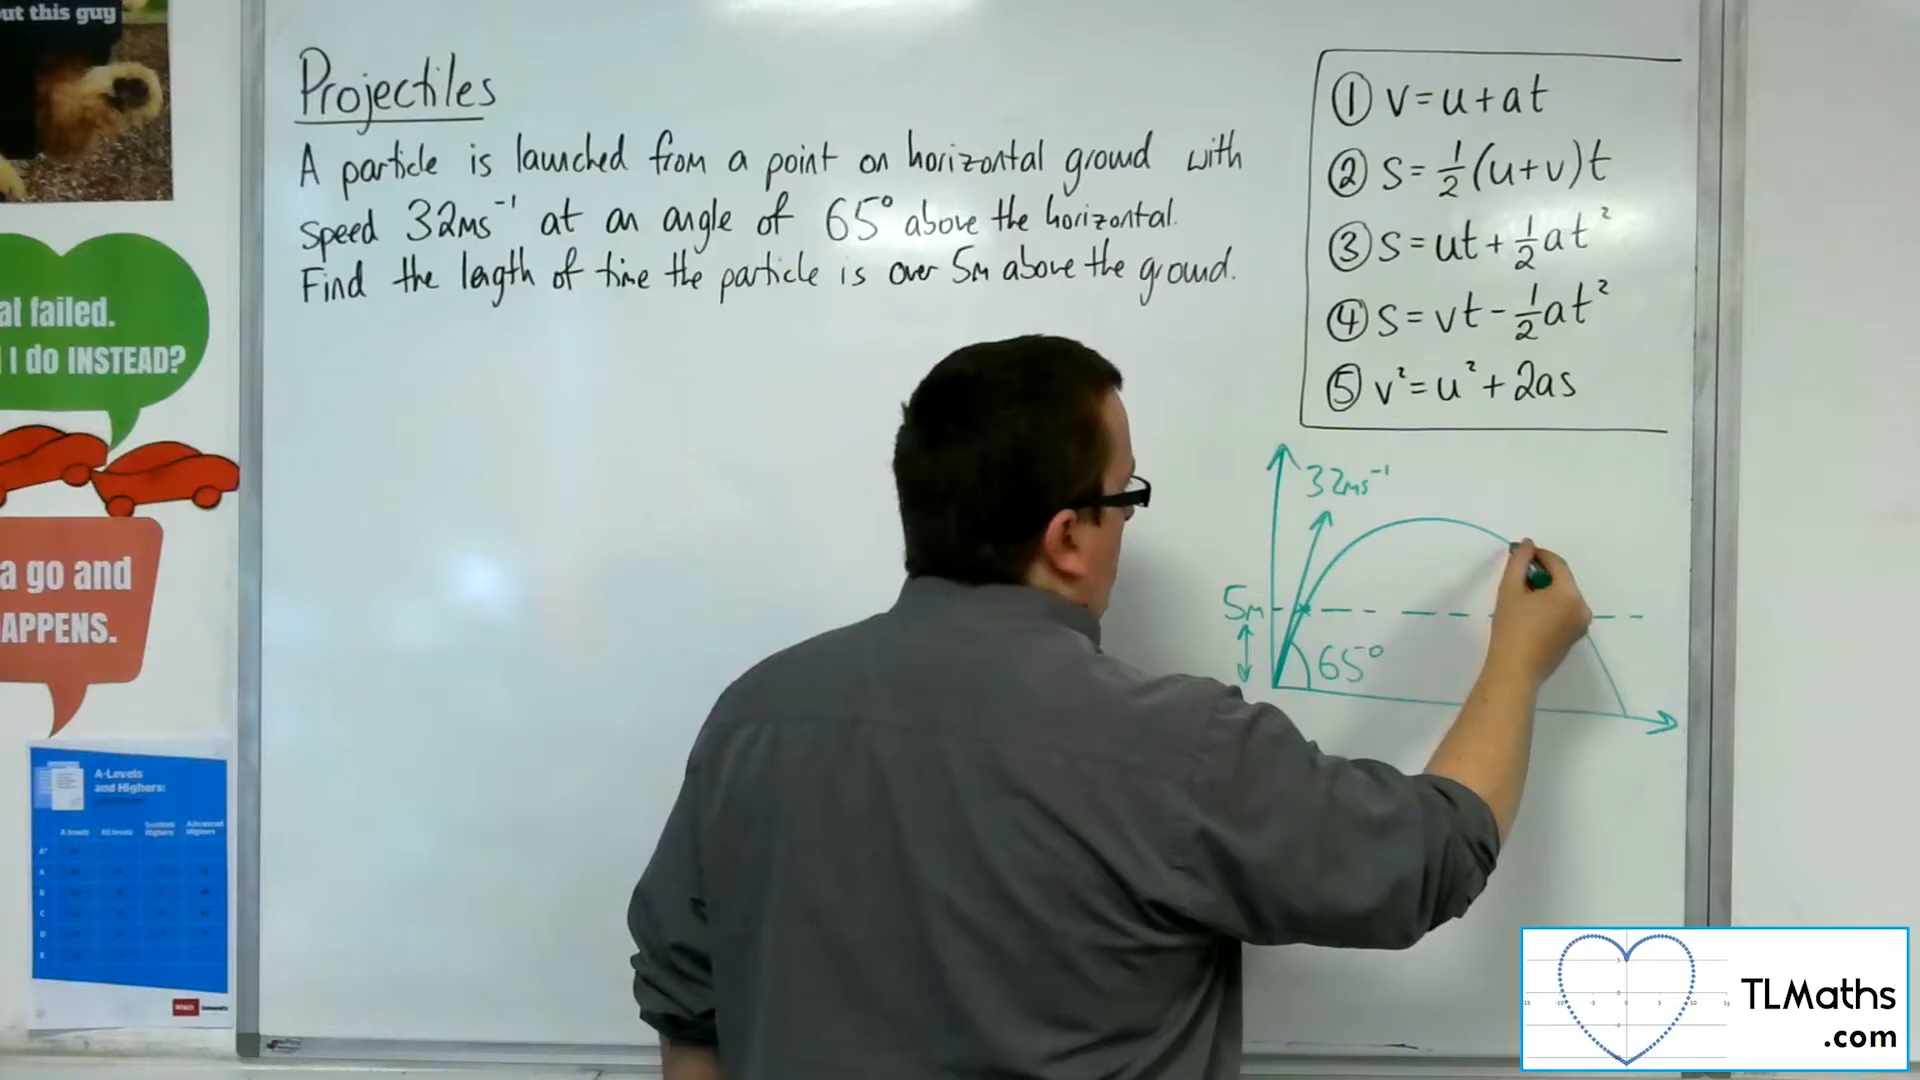 ut this guy
at failed.
I do INSTEAD?
a go and
APPENS.
A-Levels
and Highers:
Projectiles
A particle is launched from a point on horizontal ground with
speed 32ms⁻¹ at an angle of 65° above the horizontal.
Find the length of time the particle is over 5m above the ground.
① v=u+at
② s=½(u+v)t
③ s=ut+½at²
④ s=vt-½at²
⑤ v²=u²+2as
32ms⁻¹
5m
65°
TLMaths
.com